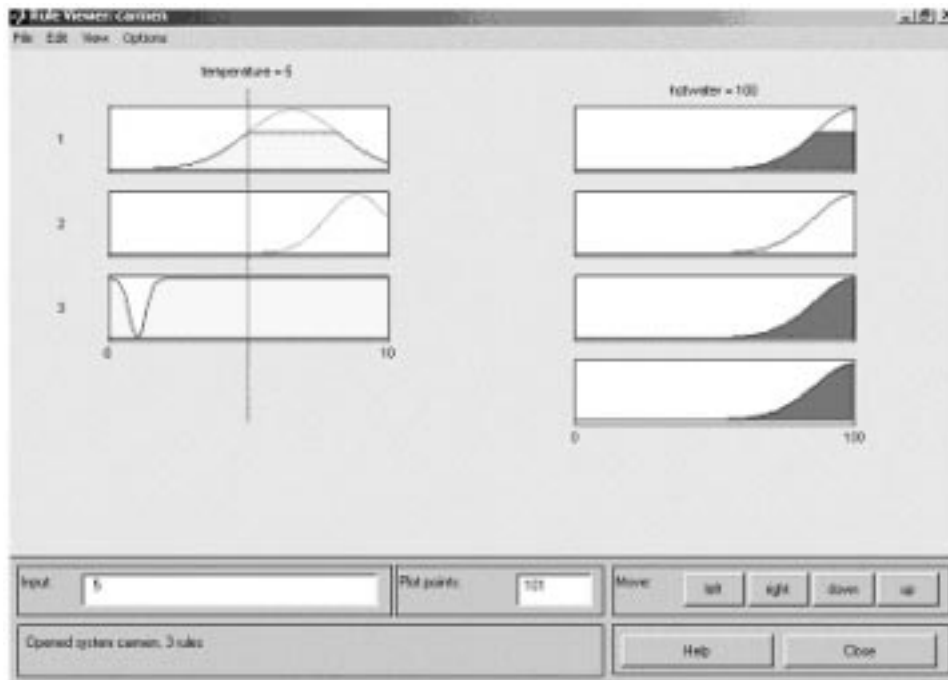 Rule Viewer: carmen
File Edit View Options
temperature = 5
hotwater = 100
1
2
3
0 10
0 100
Input: 5
Plot points: 101
Move: left right down up
Opened system carmen, 3 rules
Help Close